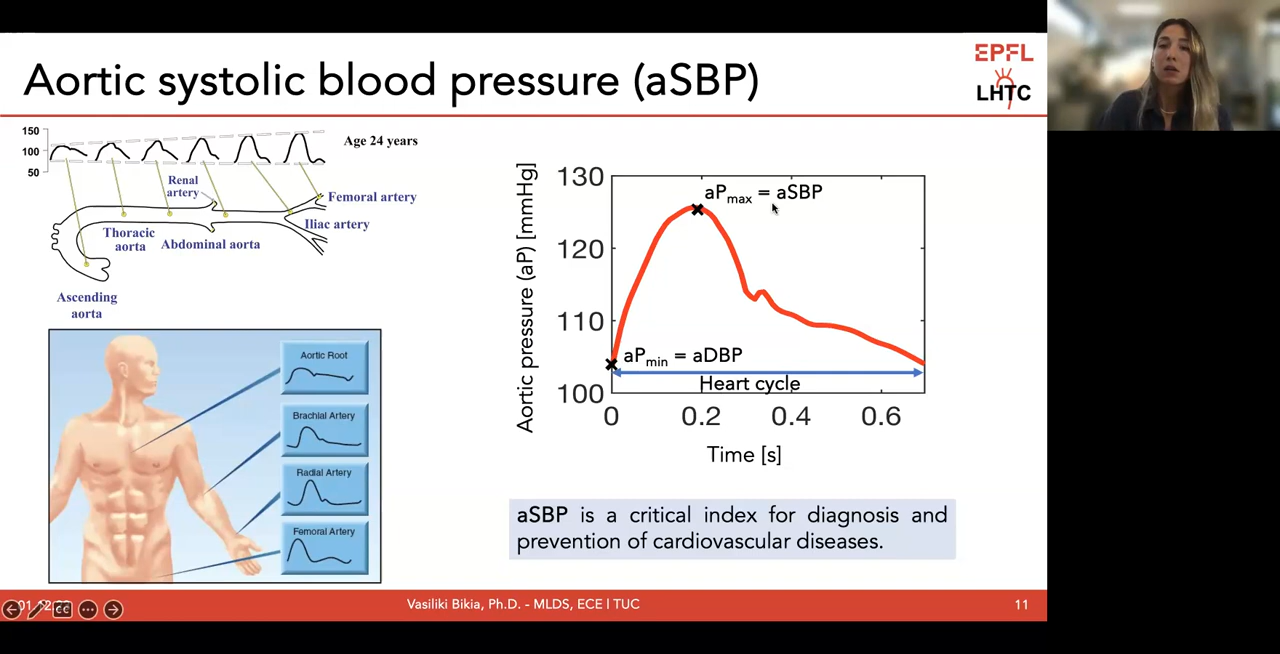 Aortic systolic blood pressure (aSBP)
EPFL
LHTC
150
100
50
Age 24 years
Renal
artery
Femoral artery
Iliac artery
Thoracic
aorta
Abdominal aorta
Ascending
aorta
Aortic Root
Brachial Artery
Radial Artery
Femoral Artery
Aortic pressure (aP) [mmHg]
130
120
110
100
aPmax = aSBP
aPmin = aDBP
Heart cycle
0
0.2
0.4
0.6
Time [s]
aSBP is a critical index for diagnosis and
prevention of cardiovascular diseases.
CC
Vasiliki Bikia, Ph.D. - MLDS, ECE | TUC
11